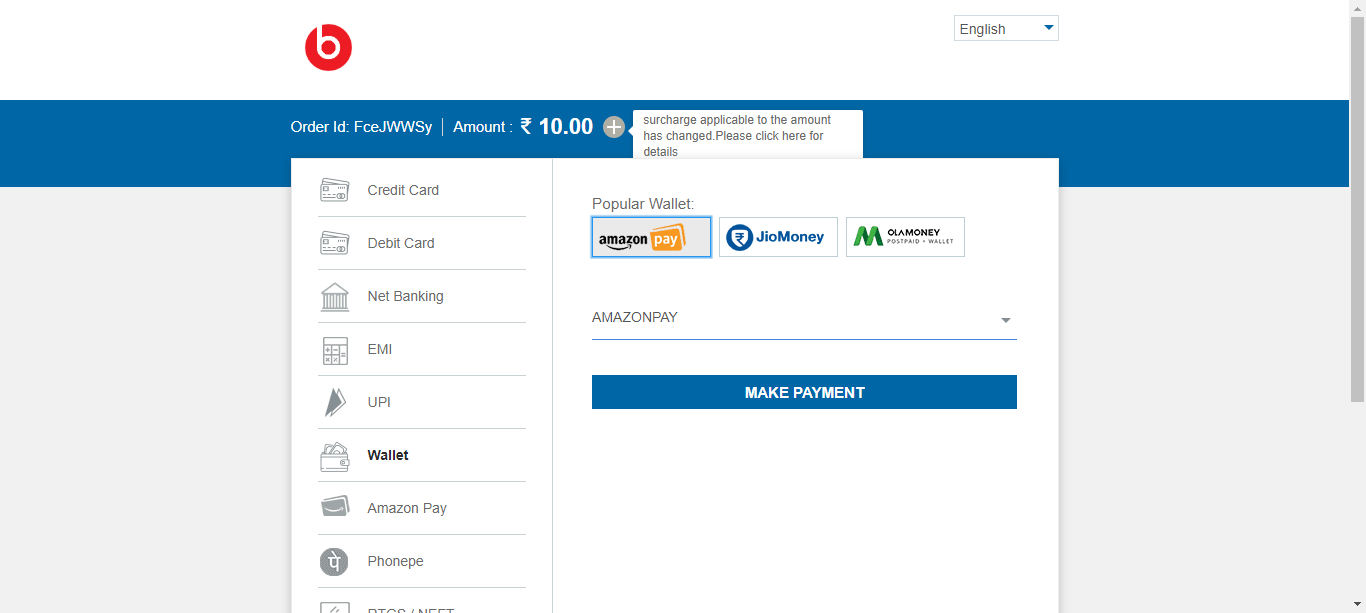 b
English
Order Id: FceJWWSy
Amount : ₹ 10.00
surcharge applicable to the amount
has changed.Please click here for
details
Credit Card
Debit Card
Net Banking
EMI
UPI
Wallet
Amazon Pay
पे
Phonepe
RTGS / NEFT
Popular Wallet:
amazon pay
JioMoney
OLAMONEY
POSTPAID + WALLET
AMAZONPAY
MAKE PAYMENT